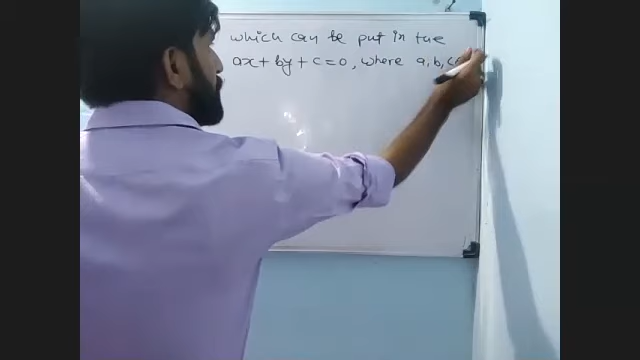 which can be put in the
ax + by + c = 0, where a, b, c